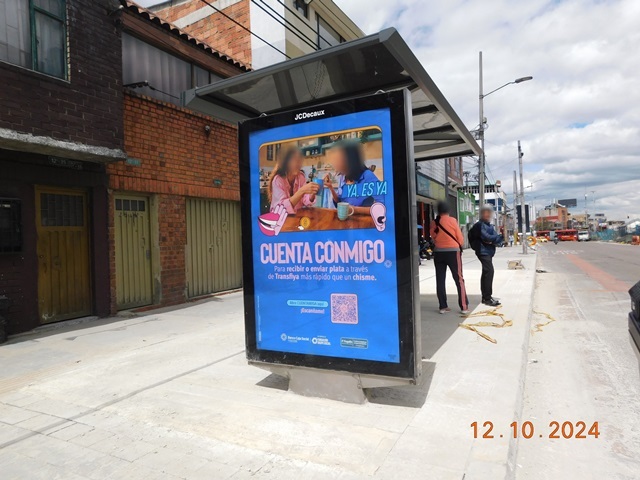 JCDecaux
YA, ES YA
CUENTA CONMIGO
Para recibir o enviar plata a través
de Transfiya más rápido que un chisme.
12.10.2024